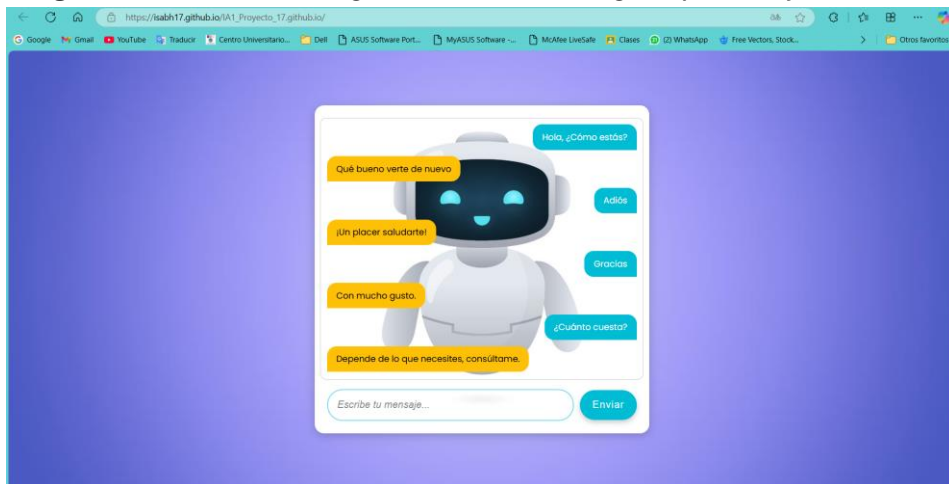 https://isabh17.github.io/IA1_Proyecto_17.github.io/
Google Gmail YouTube Traducir Centro Universitario... Dell ASUS Software Port... MyASUS Software -... McAfee LiveSafe Clases (2) WhatsApp Free Vectors, Stock... Otros favoritos
Hola, ¿Cómo estás?
Qué bueno verte de nuevo
Adiós
¡Un placer saludarte!
Gracias
Con mucho gusto.
¿Cuánto cuesta?
Depende de lo que necesites, consúltame.
Escribe tu mensaje...
Enviar